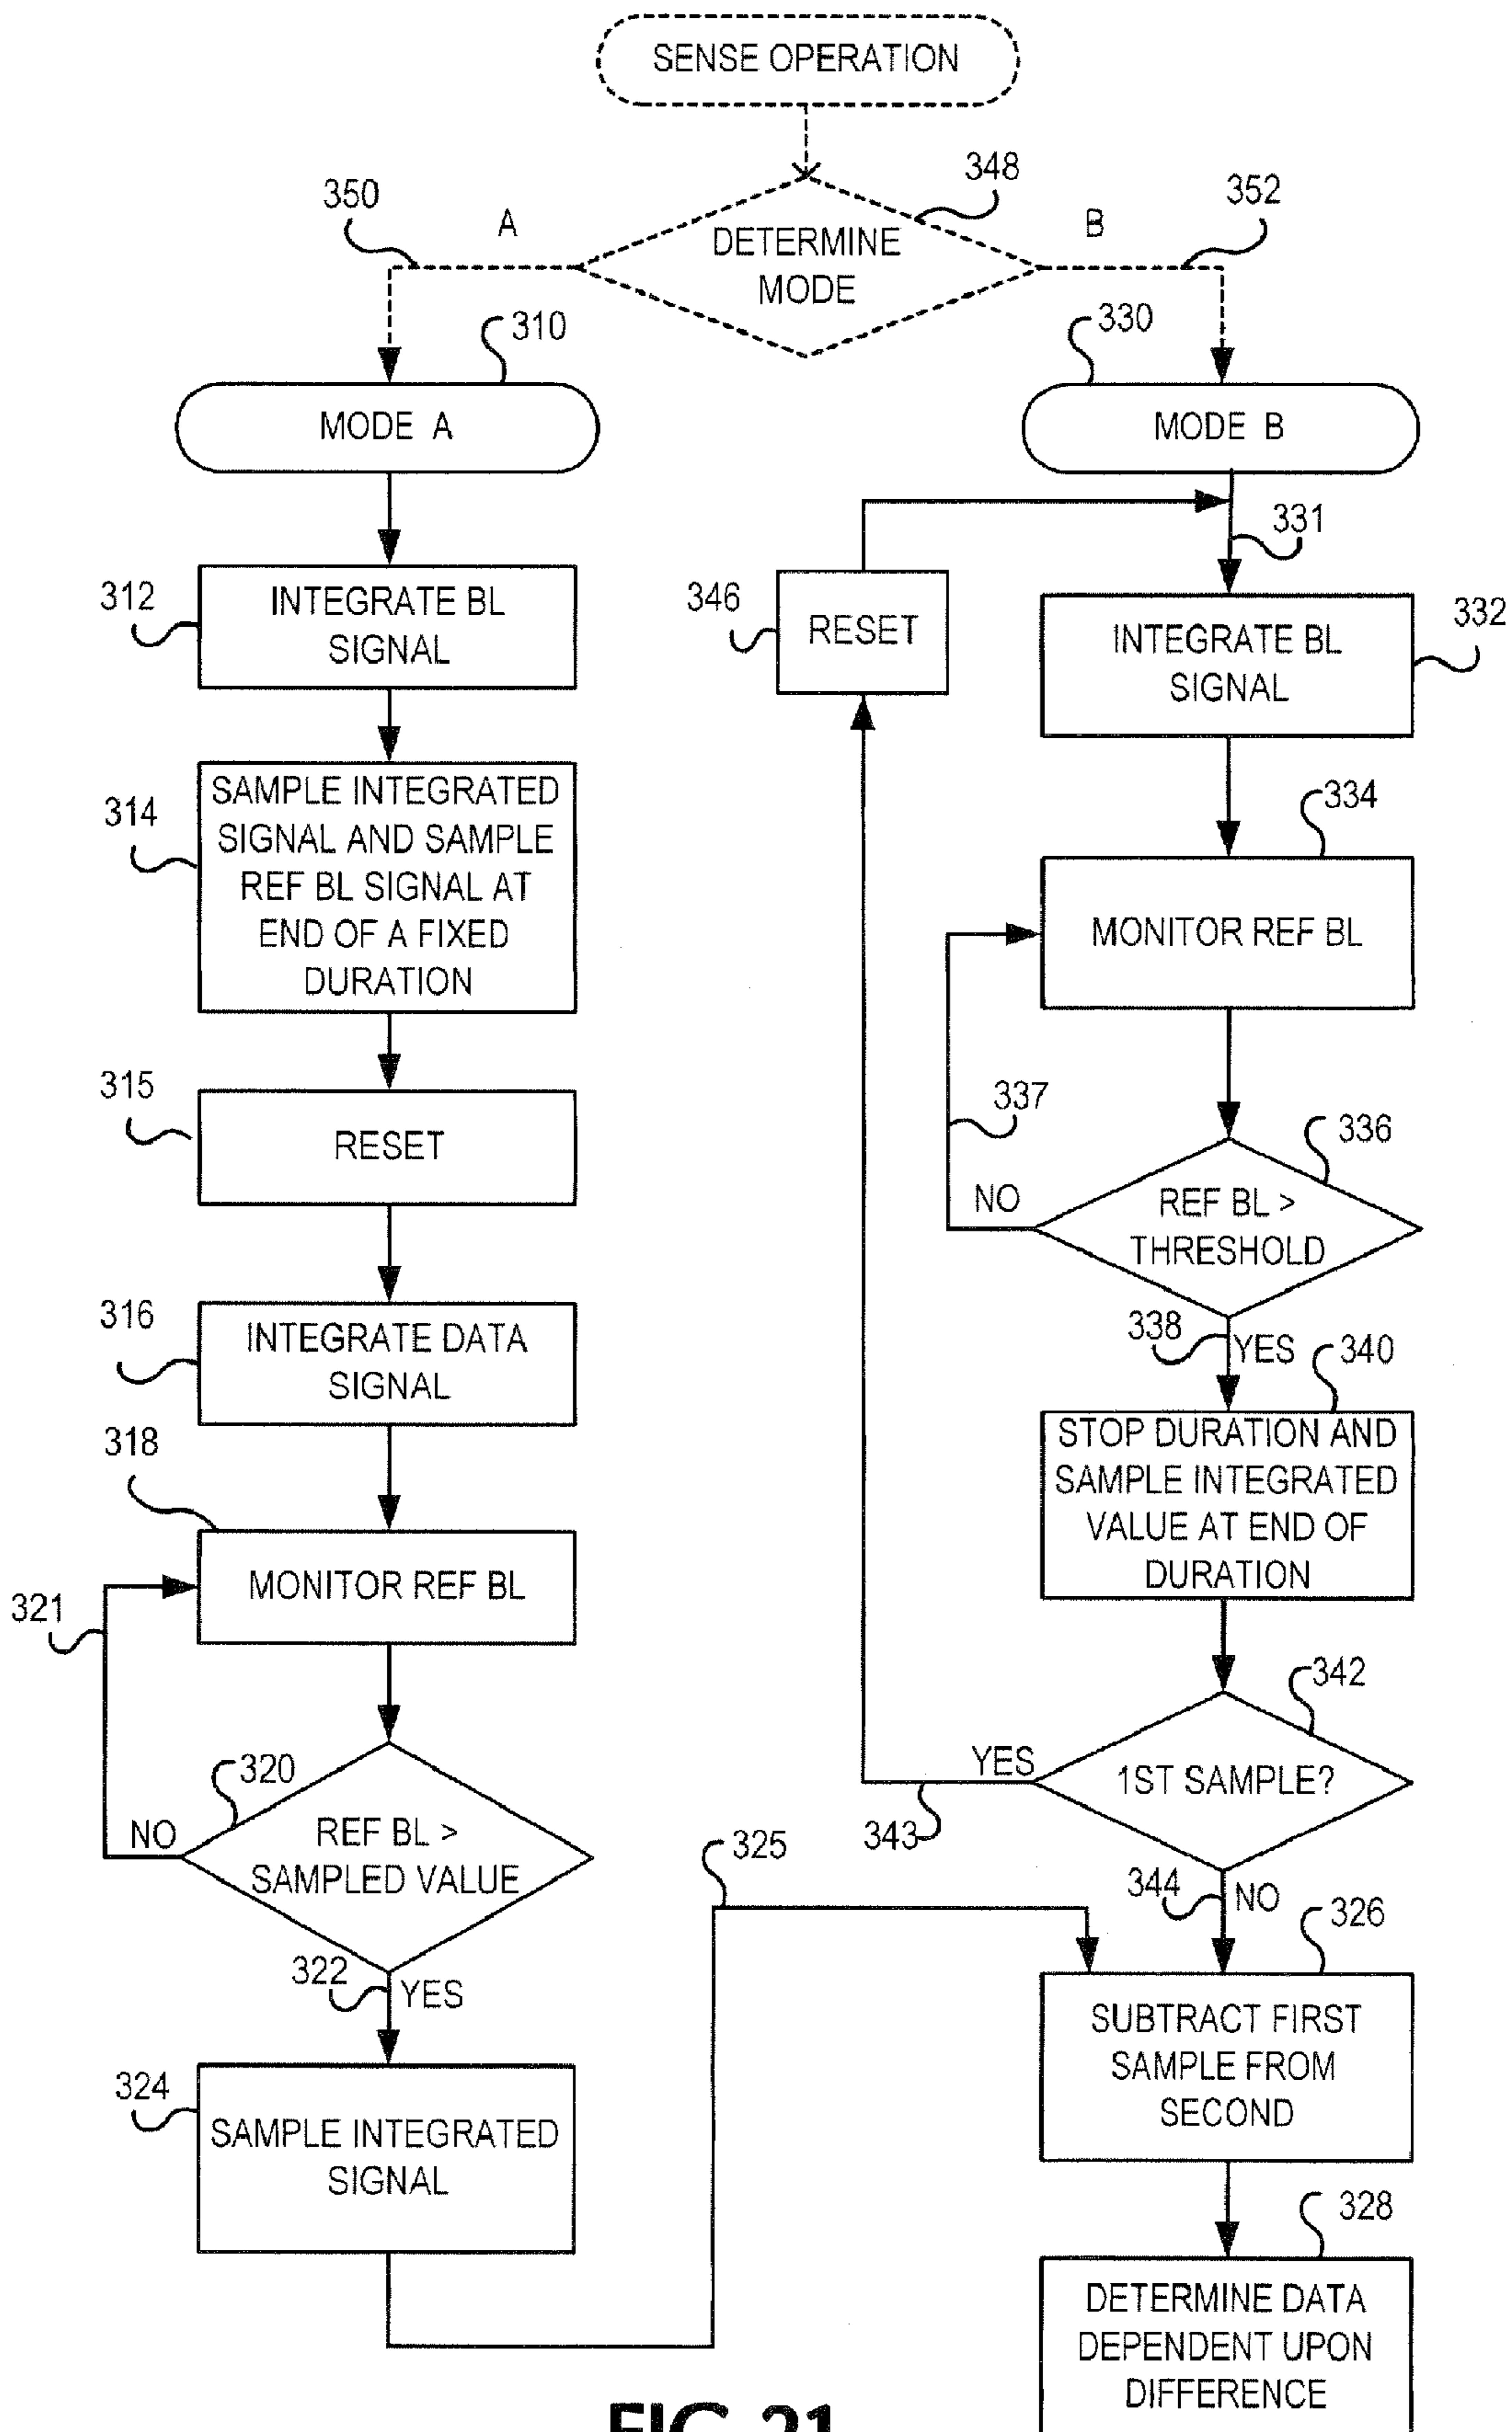 SENSE OPERATION
348
350
A
DETERMINE
MODE
B
352
310
330
MODE A
MODE B
331
312
INTEGRATE BL
SIGNAL
346
RESET
332
INTEGRATE BL
SIGNAL
314
SAMPLE INTEGRATED
SIGNAL AND SAMPLE
REF BL SIGNAL AT
END OF A FIXED
DURATION
334
MONITOR REF BL
315
RESET
337
336
NO
REF BL >
THRESHOLD
316
INTEGRATE DATA
SIGNAL
338
YES
340
STOP DURATION AND
SAMPLE INTEGRATED
VALUE AT END OF
DURATION
318
MONITOR REF BL
321
342
YES
1ST SAMPLE?
343
320
NO
REF BL >
SAMPLED VALUE
325
344
NO
326
322
YES
SUBTRACT FIRST
SAMPLE FROM
SECOND
324
SAMPLE INTEGRATED
SIGNAL
328
DETERMINE DATA
DEPENDENT UPON
DIFFERENCE
FIG 21